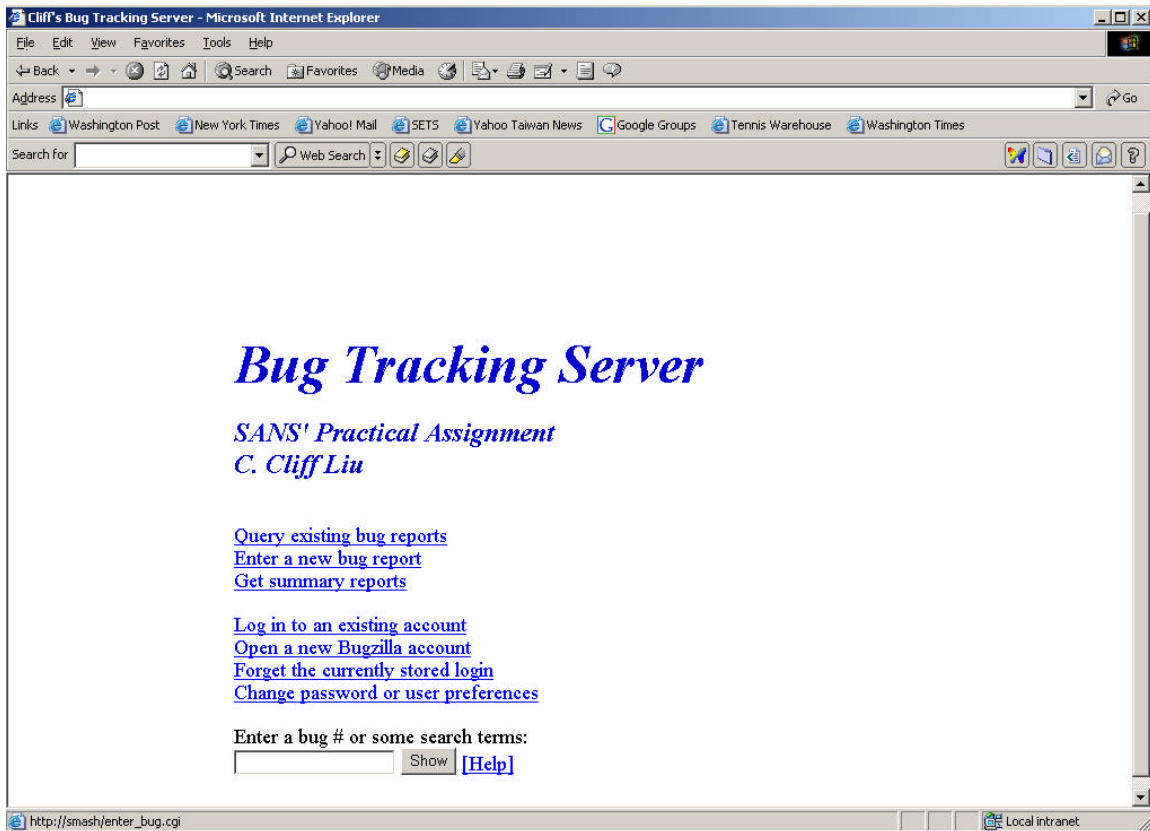 Cliff's Bug Tracking Server - Microsoft Internet Explorer
File Edit View Favorites Tools Help
Back Search Favorites Media
Address Go
Links Washington Post New York Times Yahoo! Mail SETS Yahoo Taiwan News Google Groups Tennis Warehouse Washington Times
Search for Web Search
Bug Tracking Server
SANS' Practical Assignment
C. Cliff Liu
Query existing bug reports
Enter a new bug report
Get summary reports
Log in to an existing account
Open a new Bugzilla account
Forget the currently stored login
Change password or user preferences
Enter a bug # or some search terms:
Show [Help]
http://smash/enter_bug.cgi Local intranet